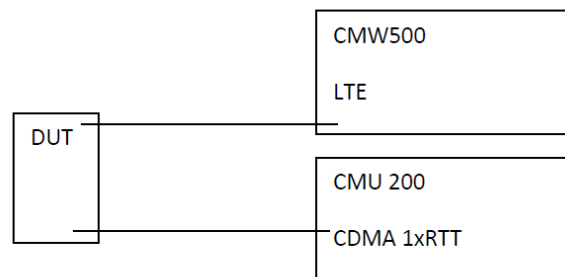 CMW500
LTE
DUT
CMU 200
CDMA 1xRTT